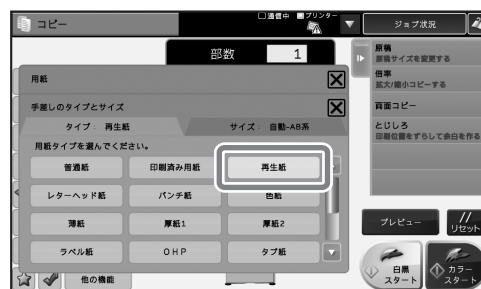 コピー
□通信中 ■プリンター
ジョブ状況
部数 1
原稿
原稿サイズを変更する
倍率
拡大/縮小コピーする
両面コピー
とじしろ
印刷位置をずらして余白を作る
用紙
手差しのタイプとサイズ
タイプ： 再生紙
サイズ： 自動-AB系
用紙タイプを選んでください。
普通紙
印刷済み用紙
再生紙
レターヘッド紙
パンチ紙
色紙
薄紙
厚紙1
厚紙2
ラベル紙
OHP
タブ紙
プレビュー
リセット
他の機能
白黒
スタート
カラー
スタート